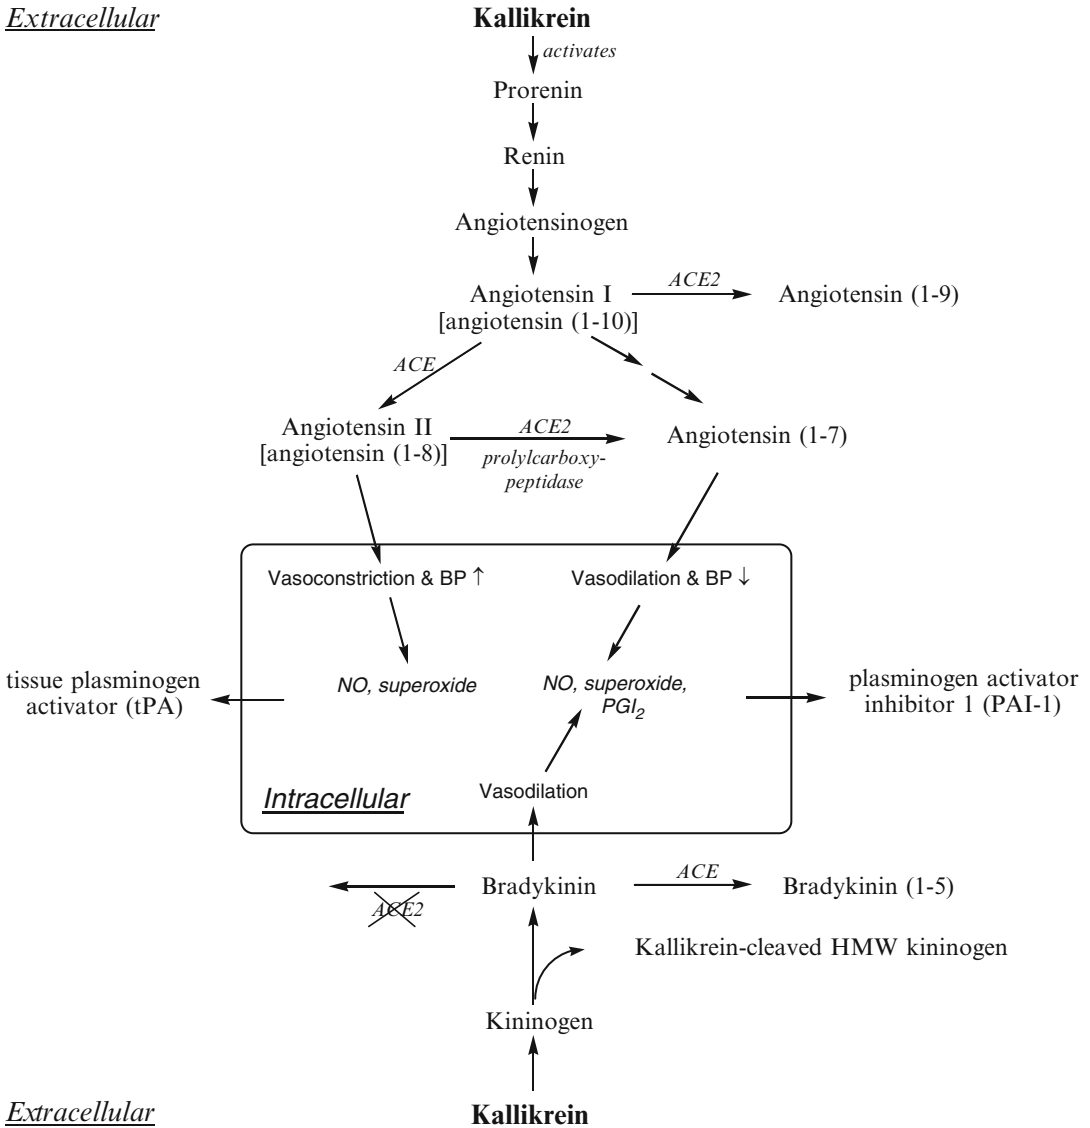 Extracellular
Kallikrein
activates
Prorenin
Renin
Angiotensinogen
Angiotensin I
[angiotensin (1-10)]
ACE2
Angiotensin (1-9)
ACE
Angiotensin II
[angiotensin (1-8)]
ACE2
prolylcarboxy-
peptidase
Angiotensin (1-7)
Vasoconstriction & BP ↑
Vasodilation & BP ↓
tissue plasminogen
activator (tPA)
NO, superoxide
NO, superoxide,
PGI2
plasminogen activator
inhibitor 1 (PAI-1)
Intracellular
Vasodilation
ACE2
Bradykinin
ACE
Bradykinin (1-5)
Kallikrein-cleaved HMW kininogen
Kininogen
Extracellular
Kallikrein